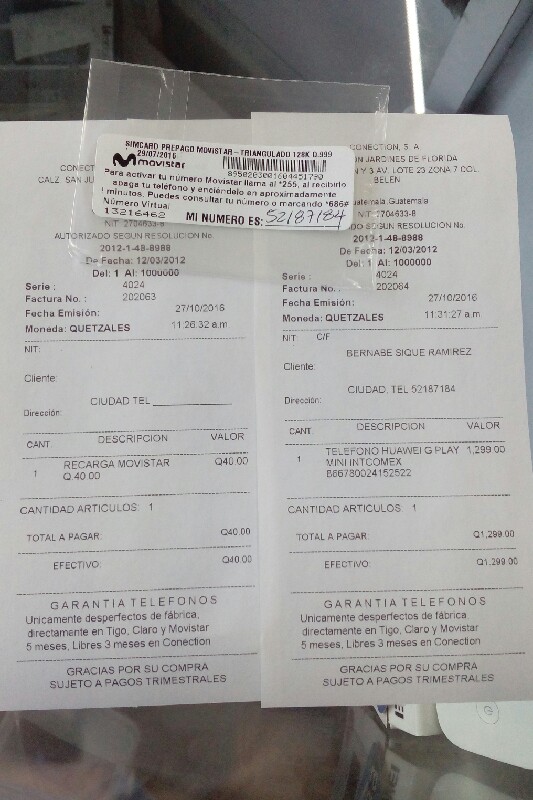 SIMCARD PREPAGO MOVISTAR - TRIANGULADO 128K D.999
29/07/2016
movistar
8950203001604451790
Para activar tu número Movistar llama al *255, al recibirlo
apaga tu teléfono y enciéndelo en aproximadamente
minutos. Puedes consultar tu número o marcando *686#
Número Virtual
13216462 MI NUMERO ES: 52187184
CONECT
CALZ. SAN JU
NIT: 2704633-8
AUTORIZADO SEGUN RESOLUCION No.
2012-1-48-8988
De Fecha: 12/03/2012
Del: 1 Al: 1000000
Serie : 4024
Factura No. : 202063
Fecha Emisión: 27/10/2016
Moneda: QUETZALES 11:26:32 a.m
NIT:
Cliente:
CIUDAD TEL
Dirección:
CANT. DESCRIPCION VALOR
1 RECARGA MOVISTAR Q40.00
Q.40.00
CANTIDAD ARTICULOS: 1
TOTAL A PAGAR: Q40.00
EFECTIVO: Q40.00
GARANTIA TELEFONOS
Unicamente desperfectos de fábrica,
directamente en Tigo, Claro y Movistar
5 meses, Libres 3 meses en Conection
GRACIAS POR SU COMPRA
SUJETO A PAGOS TRIMESTRALES
CONECTION, S. A.
ON JARDINES DE FLORIDA
N Y 3 AV. LOTE 23 ZONA 7 COL.
BELEN
uatemala,Guatemala
NIT: 2704633-8
ADO SEGUN RESOLUCION No.
2012-1-48-8988
De Fecha: 12/03/2012
Del: 1 Al: 1000000
Serie : 4024
Factura No. : 202064
Fecha Emisión: 27/10/2016
Moneda: QUETZALES 11:31:27 a.m
NIT: C/F
BERNABE SIQUE RAMIREZ
Cliente:
CIUDAD, TEL 52187184
Dirección:
CANT. DESCRIPCION VALOR
1 TELEFONO HUAWEI G PLAY 1,299.00
MINI INTCOMEX
866780024152522
CANTIDAD ARTICULOS: 1
TOTAL A PAGAR: Q1,299.00
EFECTIVO: Q1,299.00
GARANTIA TELEFONOS
Unicamente desperfectos de fábrica,
directamente en Tigo, Claro y Movistar
5 meses, Libres 3 meses en Conection
GRACIAS POR SU COMPRA
SUJETO A PAGOS TRIMESTRALES